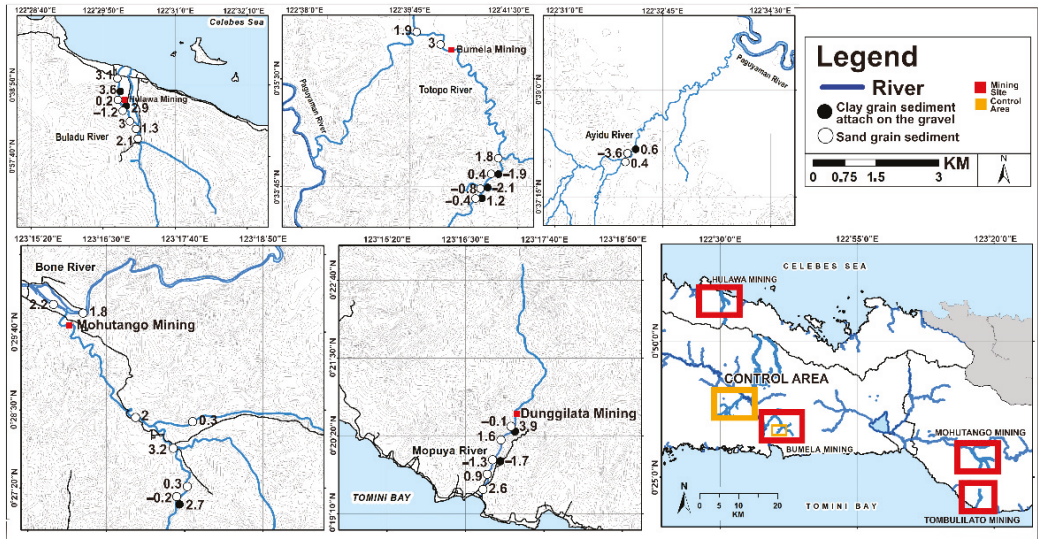 122°28'40"E 122°29'50"E 122°31'0"E 122°32'10"E
Celebes Sea
0°58'50"N
0°57'40"N
3.1
3.6
0.2
Hulawa Mining
2.9
–1.2
3
1.3
Buladu River
2.1
122°39'45"E 122°41'30"E
1.9
3
Bumela Mining
0°35'30"N
Paguyaman River
Totopo River
1.8
0.4 –1.9
0°33'45"N
–0.8 –2.1
–0.4 1.2
122°31'0"E 122°32'45"E 122°34'30"E
Paguyaman River
0°39'0"N
Ayidu River
–3.6 0.6
0.4
0°37'15"N
Legend
River
Clay grain sediment
attach on the gravel
Sand grain sediment
Mining
Site
Control
Area
0 0.75 1.5 3 KM
N
123°15'20"E 123°16'30"E 123°17'40"E 123°18'50"E
Bone River
2.2
1.8
Mohutango Mining
0°29'40"N
2
0.3
0°28'30"N
3.2
0.3
–0.2
2.7
0°27'20"N
123°15'20"E 123°16'30"E 123°17'40"E 123°18'50"E
0°22'40"N
0°21'30"N
Dunggilata Mining
–0.1 3.9
0°20'20"N
1.6
Mopuya River
–1.3 –1.7
0.9
2.6
TOMINI BAY
0°19'10"N
122°30'0"E 122°55'0"E 123°20'0"E
CELEBES SEA
HULAWA MINING
0°50'0"N
CONTROL AREA
MOHUTANGO MINING
BUMELA MINING
0°25'0"N
N
0 10 20
KM
TOMINI BAY
TOMBULILATO MINING